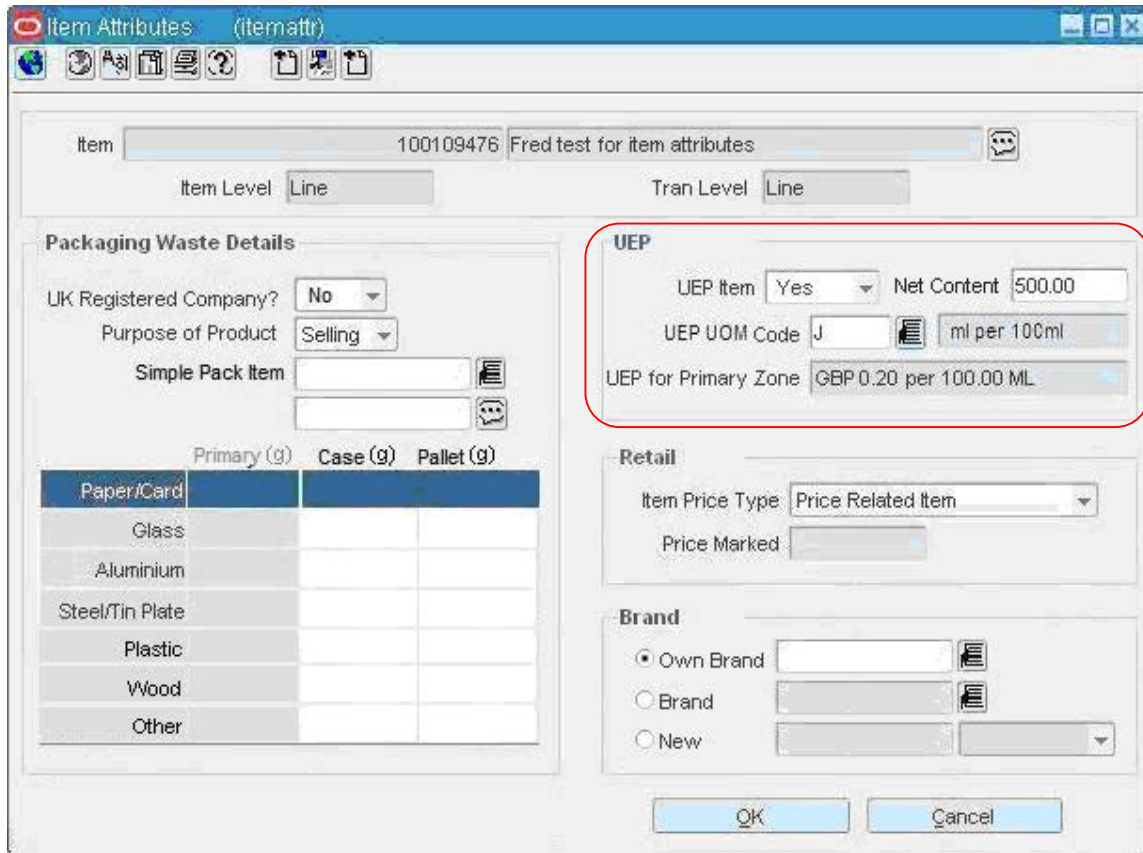 Item Attributes (itemattr)
Item 100109476 Fred test for item attributes
Item Level Line Tran Level Line
Packaging Waste Details
UK Registered Company? No
Purpose of Product Selling
Simple Pack Item
Primary (g) Case (g) Pallet (g)
Paper/Card
Glass
Aluminium
Steel/Tin Plate
Plastic
Wood
Other
UEP
UEP Item Yes Net Content 500.00
UEP UOM Code J ml per 100ml
UEP for Primary Zone GBP 0.20 per 100.00 ML
Retail
Item Price Type Price Related Item
Price Marked
Brand
Own Brand
Brand
New
OK Cancel